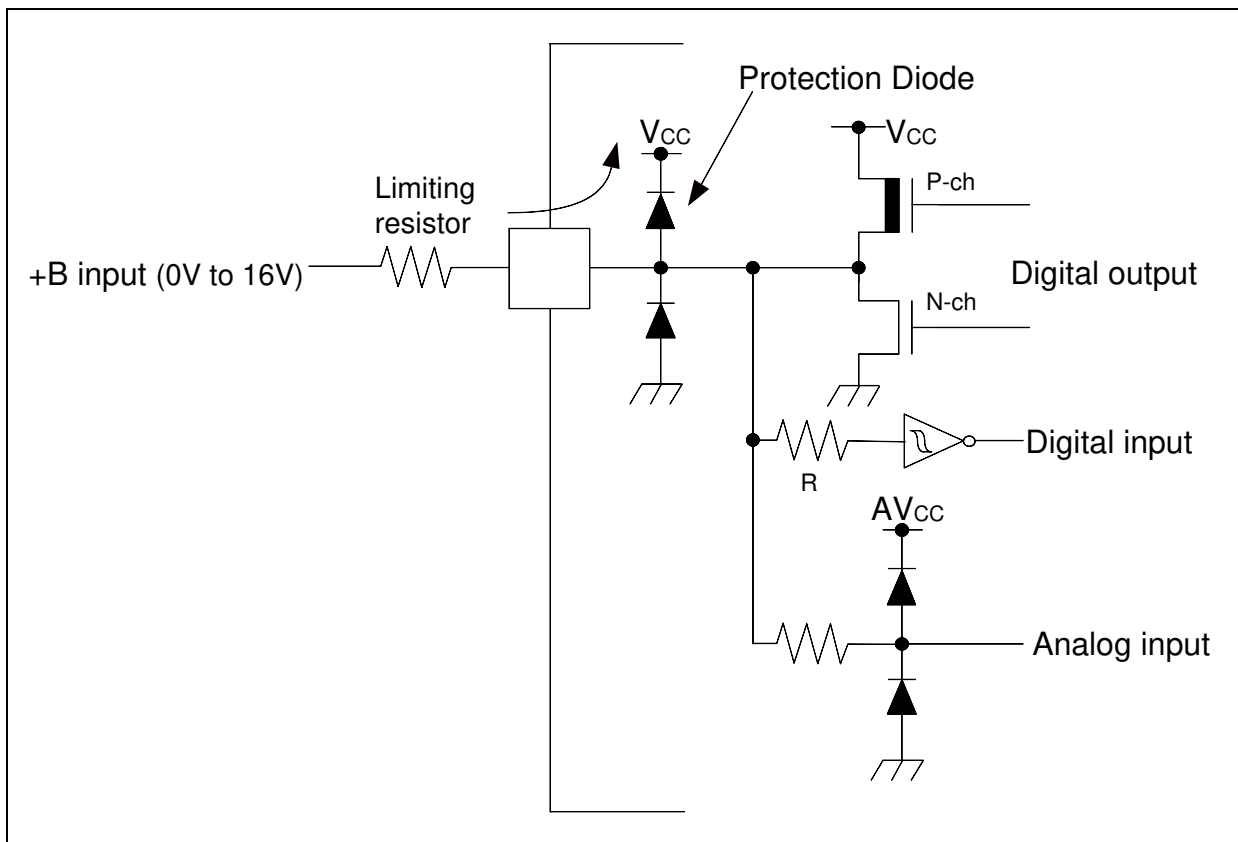 Protection Diode
VCC
VCC
Limiting
resistor
P-ch
+B input (0V to 16V)
Digital output
N-ch
Digital input
R
AVCC
Analog input